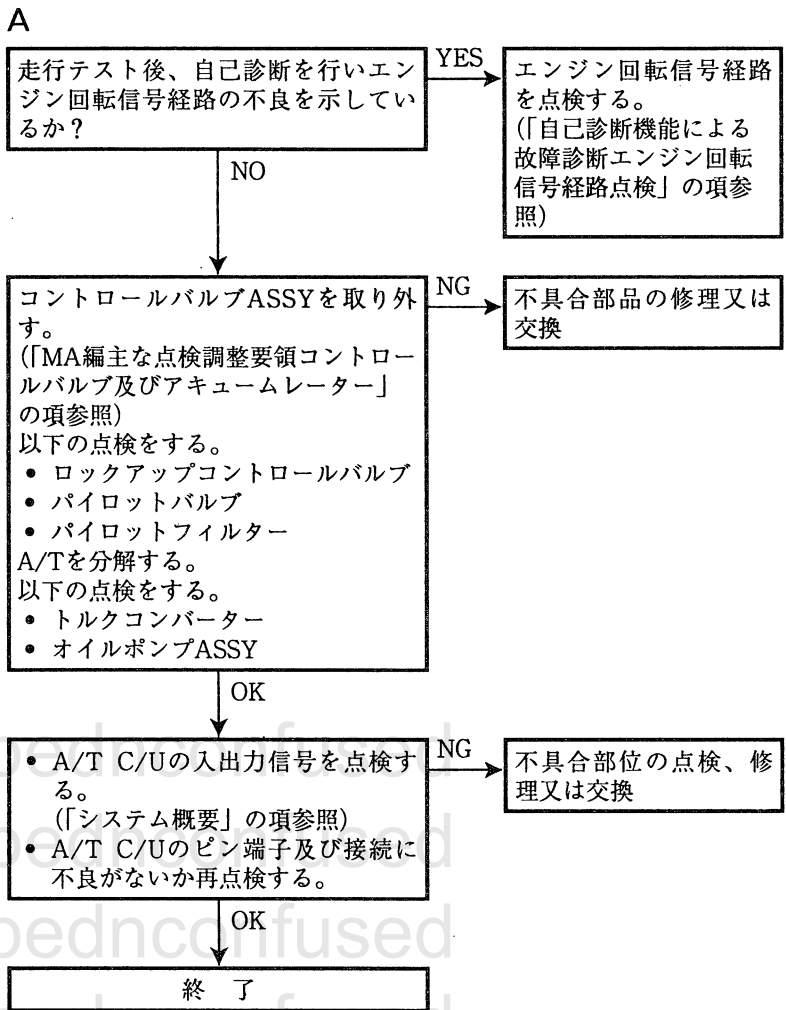 A
走行テスト後、自己診断を行いエン
ジン回転信号経路の不良を示してい
るか？
YES
エンジン回転信号経路
を点検する。
(「自己診断機能による
故障診断エンジン回転
信号経路点検」の項参
照)
NO
コントロールバルブASSYを取り外
す。
(「MA編主な点検調整要領コントロー
ルバルブ及びアキュームレーター」
の項参照)
以下の点検をする。
• ロックアップコントロールバルブ
• パイロットバルブ
• パイロットフィルター
A/Tを分解する。
以下の点検をする。
• トルクコンバーター
• オイルポンプASSY
NG
不具合部品の修理又は
交換
OK
• A/T C/Uの入出力信号を点検す
る。
(「システム概要」の項参照)
• A/T C/Uのピン端子及び接続に
不良がないか再点検する。
NG
不具合部位の点検、修
理又は交換
OK
終 了
pednconfused
pednconfused
pednconfused